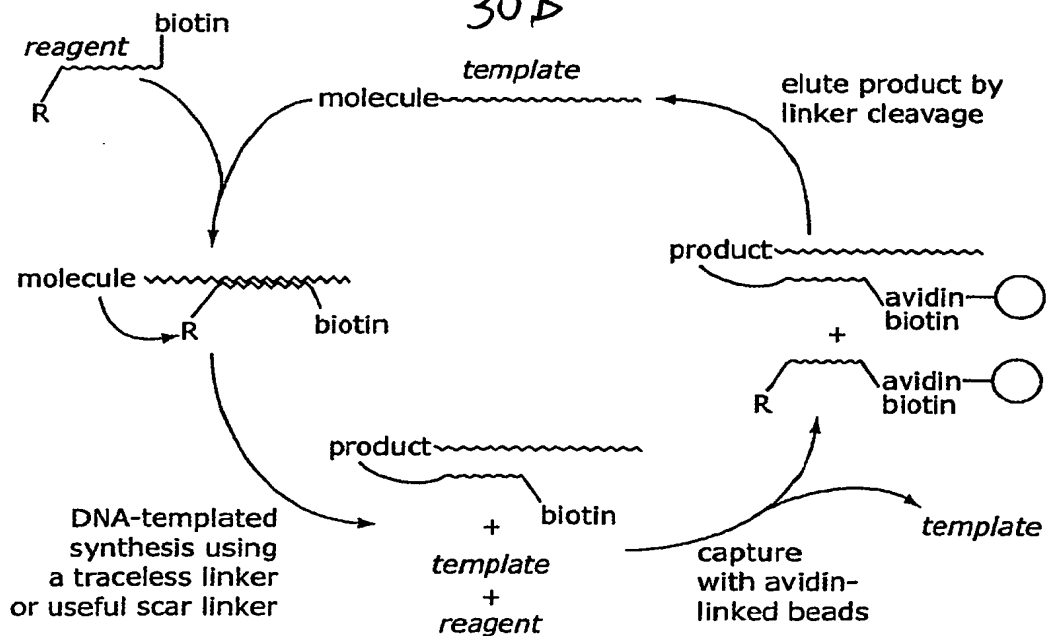 30D
biotin
reagent
R
template
molecule
elute product by
linker cleavage
molecule
R
biotin
product
avidin
biotin
+
R
avidin
biotin
DNA-templated
synthesis using
a traceless linker
or useful scar linker
product
biotin
+
template
+
reagent
capture
with avidin-
linked beads
template